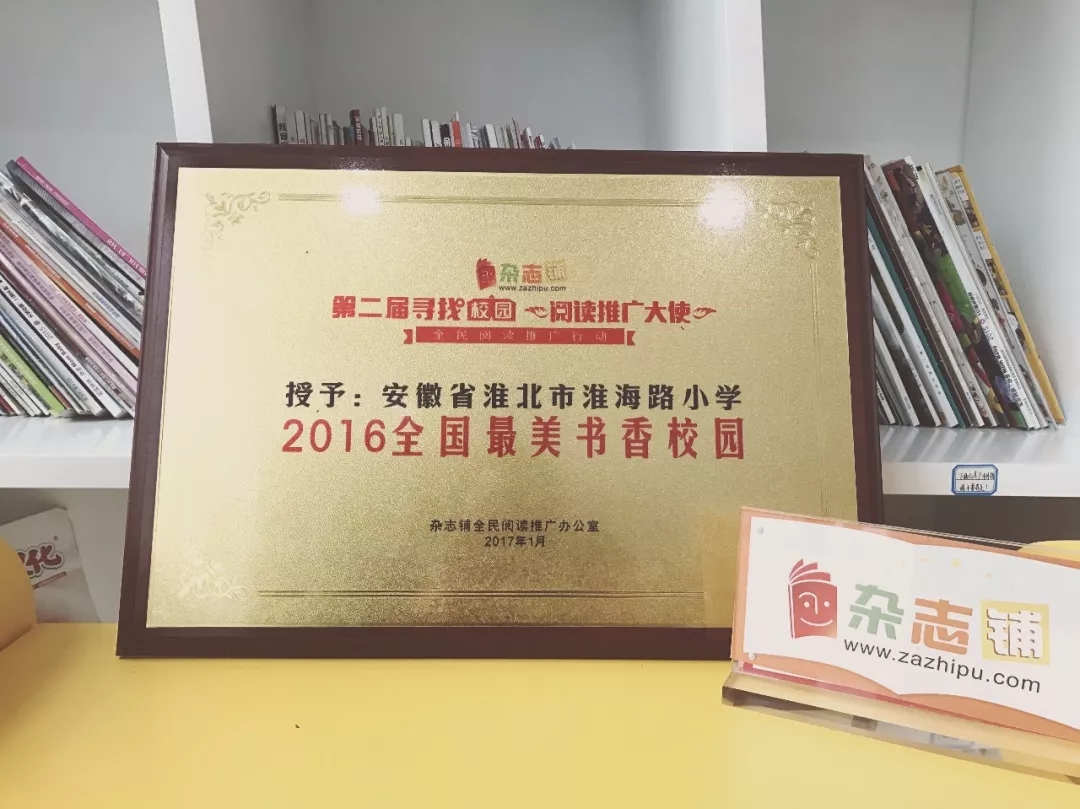 杂志铺
www.zazhipu.com
第二届寻找校园阅读推广大使
全民阅读推广行动
授予：安徽省淮北市淮海路小学
2016全国最美书香校园
杂志铺全民阅读推广办公室
2017年1月
杂志铺
www.zazhipu.com
化